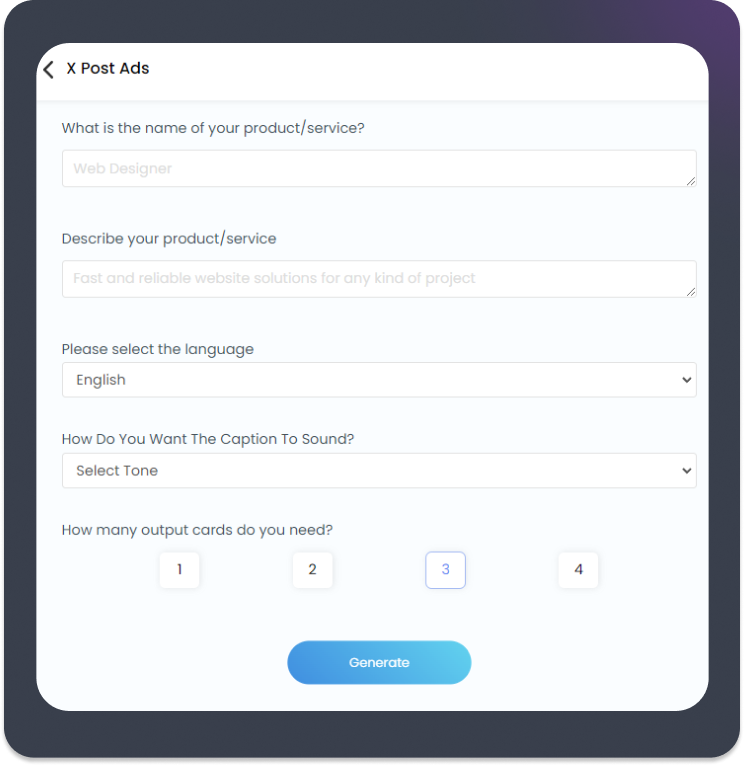 X Post Ads
What is the name of your product/service?
Web Designer
Describe your product/service
Fast and reliable website solutions for any kind of project
Please select the language
English
How Do You Want The Caption To Sound?
Select Tone
How many output cards do you need?
1 2 3 4
Generate